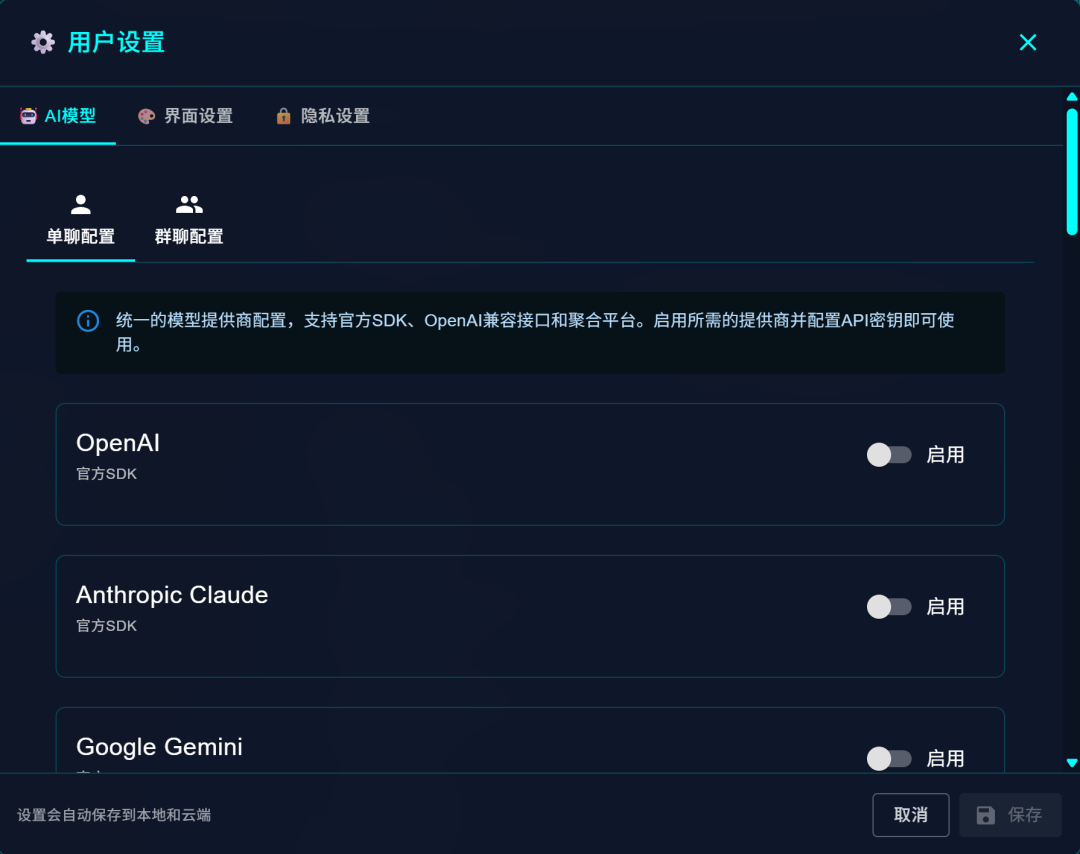 用户设置
AI模型
界面设置
隐私设置
单聊配置
群聊配置
统一的模型提供商配置，支持官方SDK、OpenAI兼容接口和聚合平台。启用所需的提供商并配置API密钥即可使
用。
OpenAI
官方SDK
启用
Anthropic Claude
官方SDK
启用
Google Gemini
启用
设置会自动保存到本地和云端
取消
保存